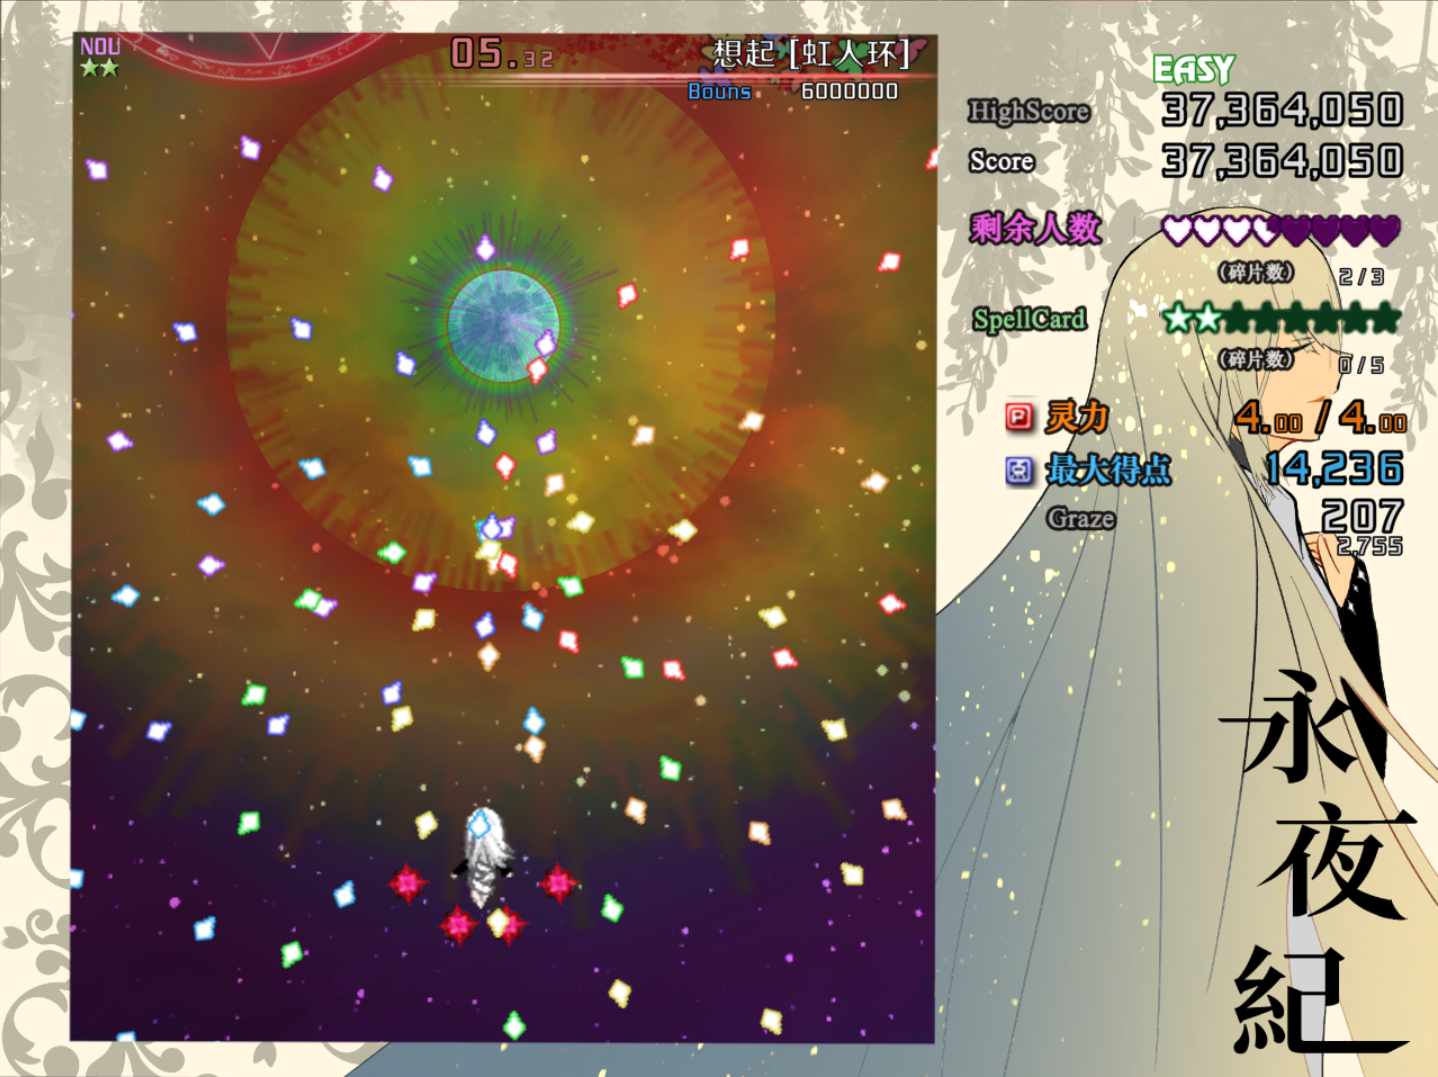 NOU
05.32
想起 [虹人环]
Bouns 6000000
EASY
HighScore 37,364,050
Score 37,364,050
剩余人数
(碎片数) 2/3
SpellCard
(碎片数) 0/5
P 灵力 4.00 / 4.00
最大得点 14,236
Graze 207
2,755
永夜紀